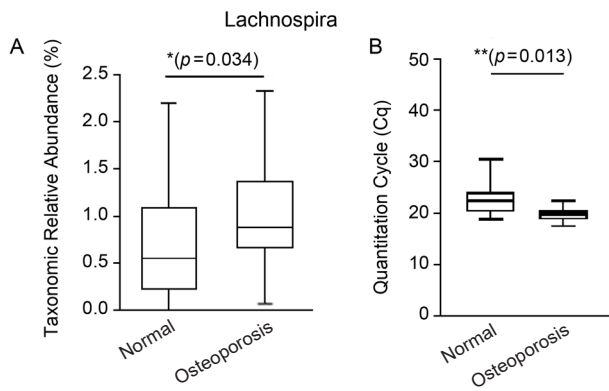 Lachnospira
A
*(p=0.034)
Taxonomic Relative Abundance (%)
2.5
2.0
1.5
1.0
0.5
0.0
Normal
Osteoporosis
B
**(p=0.013)
Quantitation Cycle (Cq)
50
40
30
20
10
0
Normal
Osteoporosis